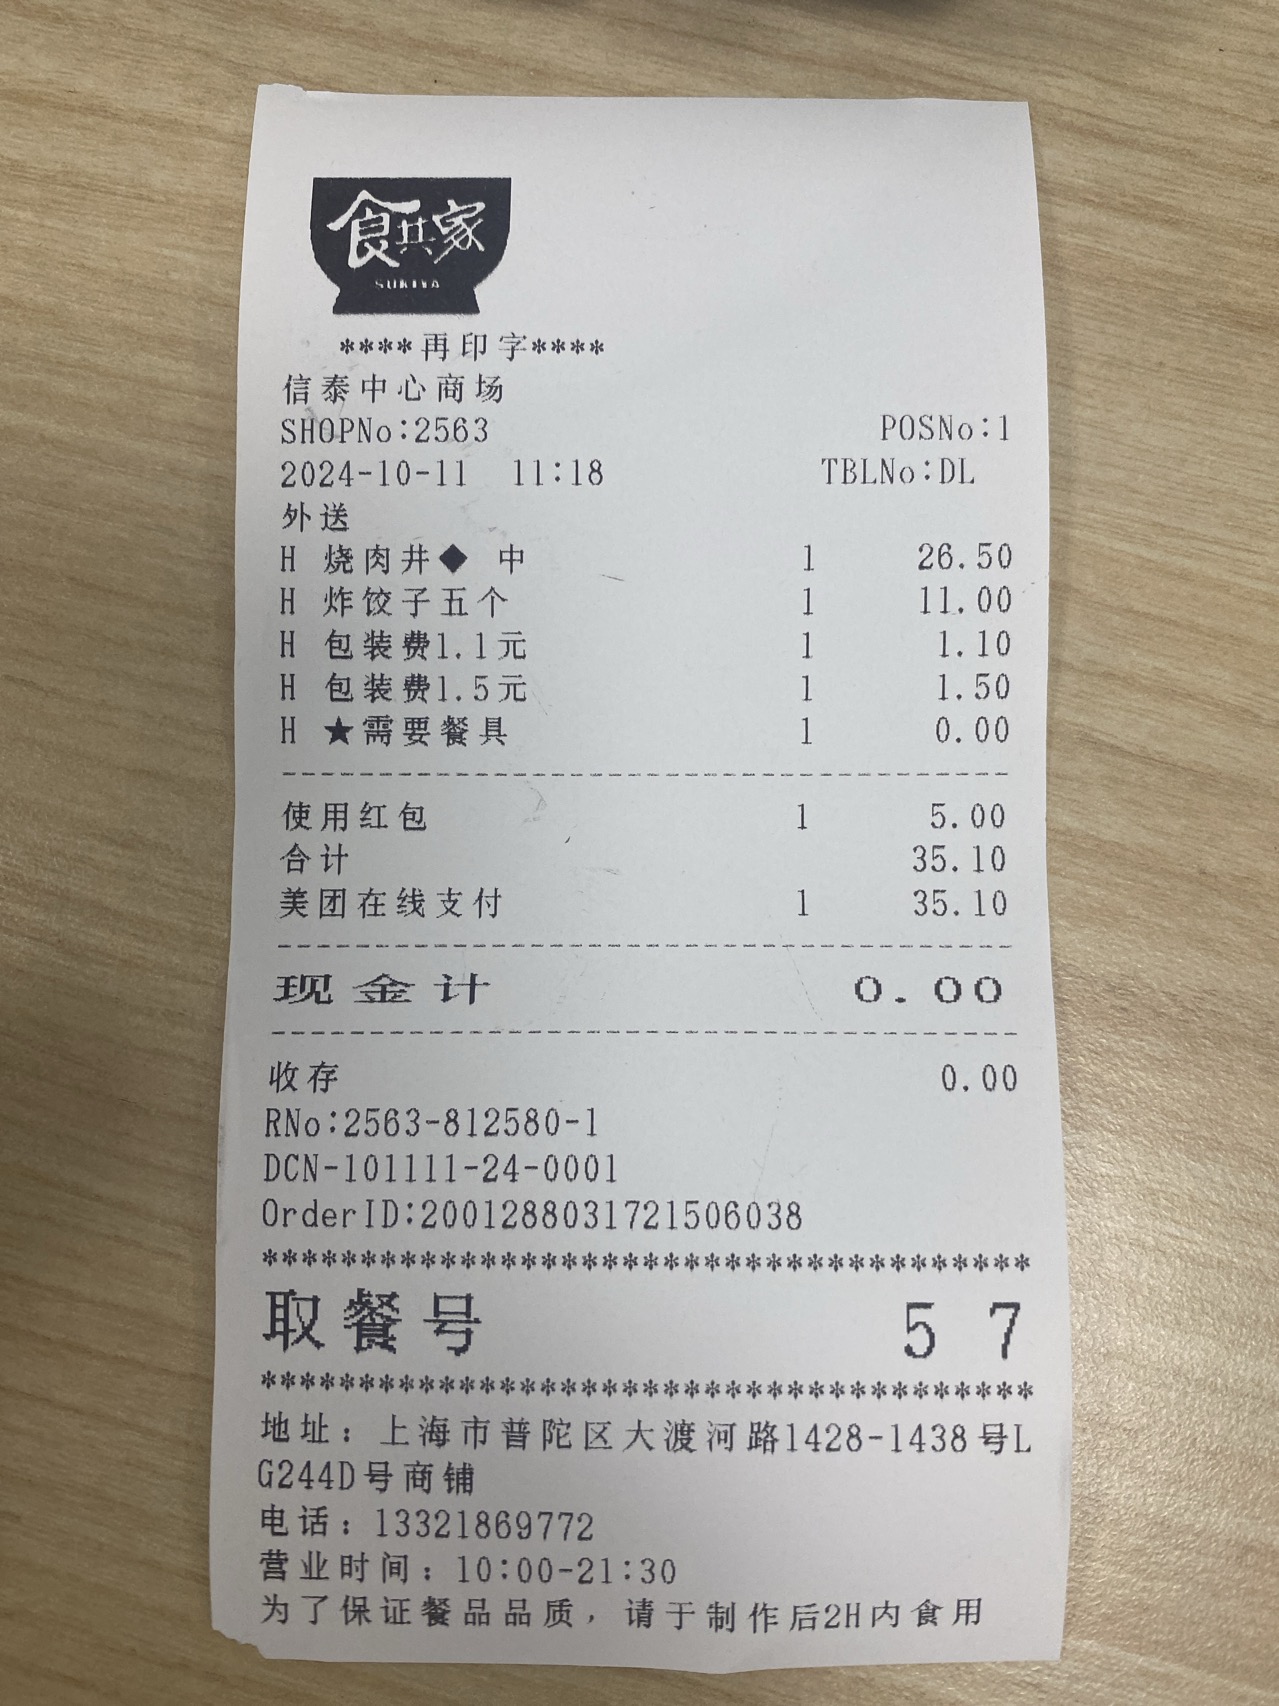 食其家
SUKIYA
****再印字****
信泰中心商场
SHOPNo:2563 POSNo:1
2024-10-11 11:18 TBLNo:DL
外送
H 烧肉井◆ 中 1 26.50
H 炸饺子五个 1 11.00
H 包装费1.1元 1 1.10
H 包装费1.5元 1 1.50
H ★需要餐具 1 0.00
使用红包 1 5.00
合计 35.10
美团在线支付 1 35.10
现金计 0.00
收存 0.00
RNo:2563-812580-1
DCN-101111-24-0001
OrderID:2001288031721506038
***************************************
取餐号 57
***************************************
地址：上海市普陀区大渡河路1428-1438号L
G244D号商铺
电话：13321869772
营业时间：10:00-21:30
为了保证餐品品质，请于制作后2H内食用